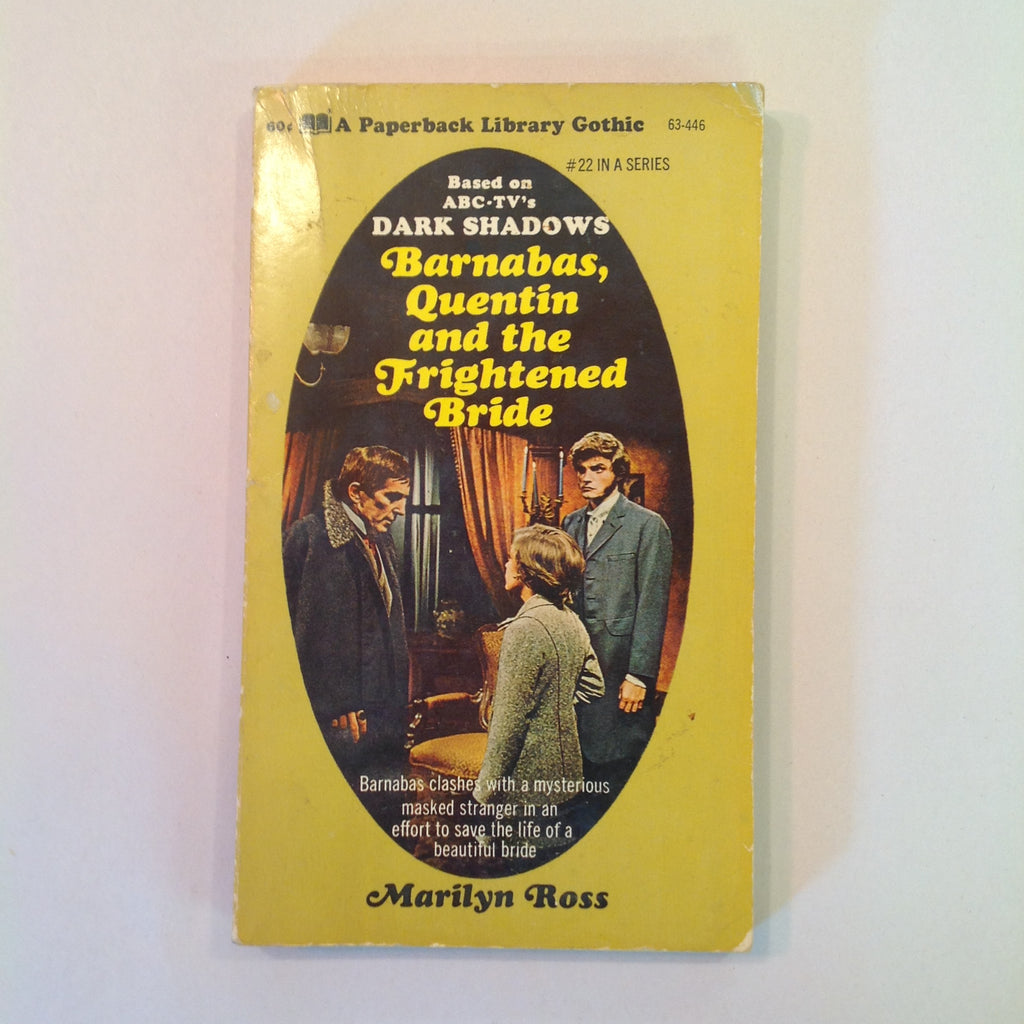 60¢ A Paperback Library Gothic 63-446
#22 IN A SERIES
Based on
ABC-TV's
DARK SHADOWS
Barnabas,
Quentin
and the
Frightened
Bride
Barnabas clashes with a mysterious
masked stranger in an
effort to save the life of a
beautiful bride
Marilyn Ross